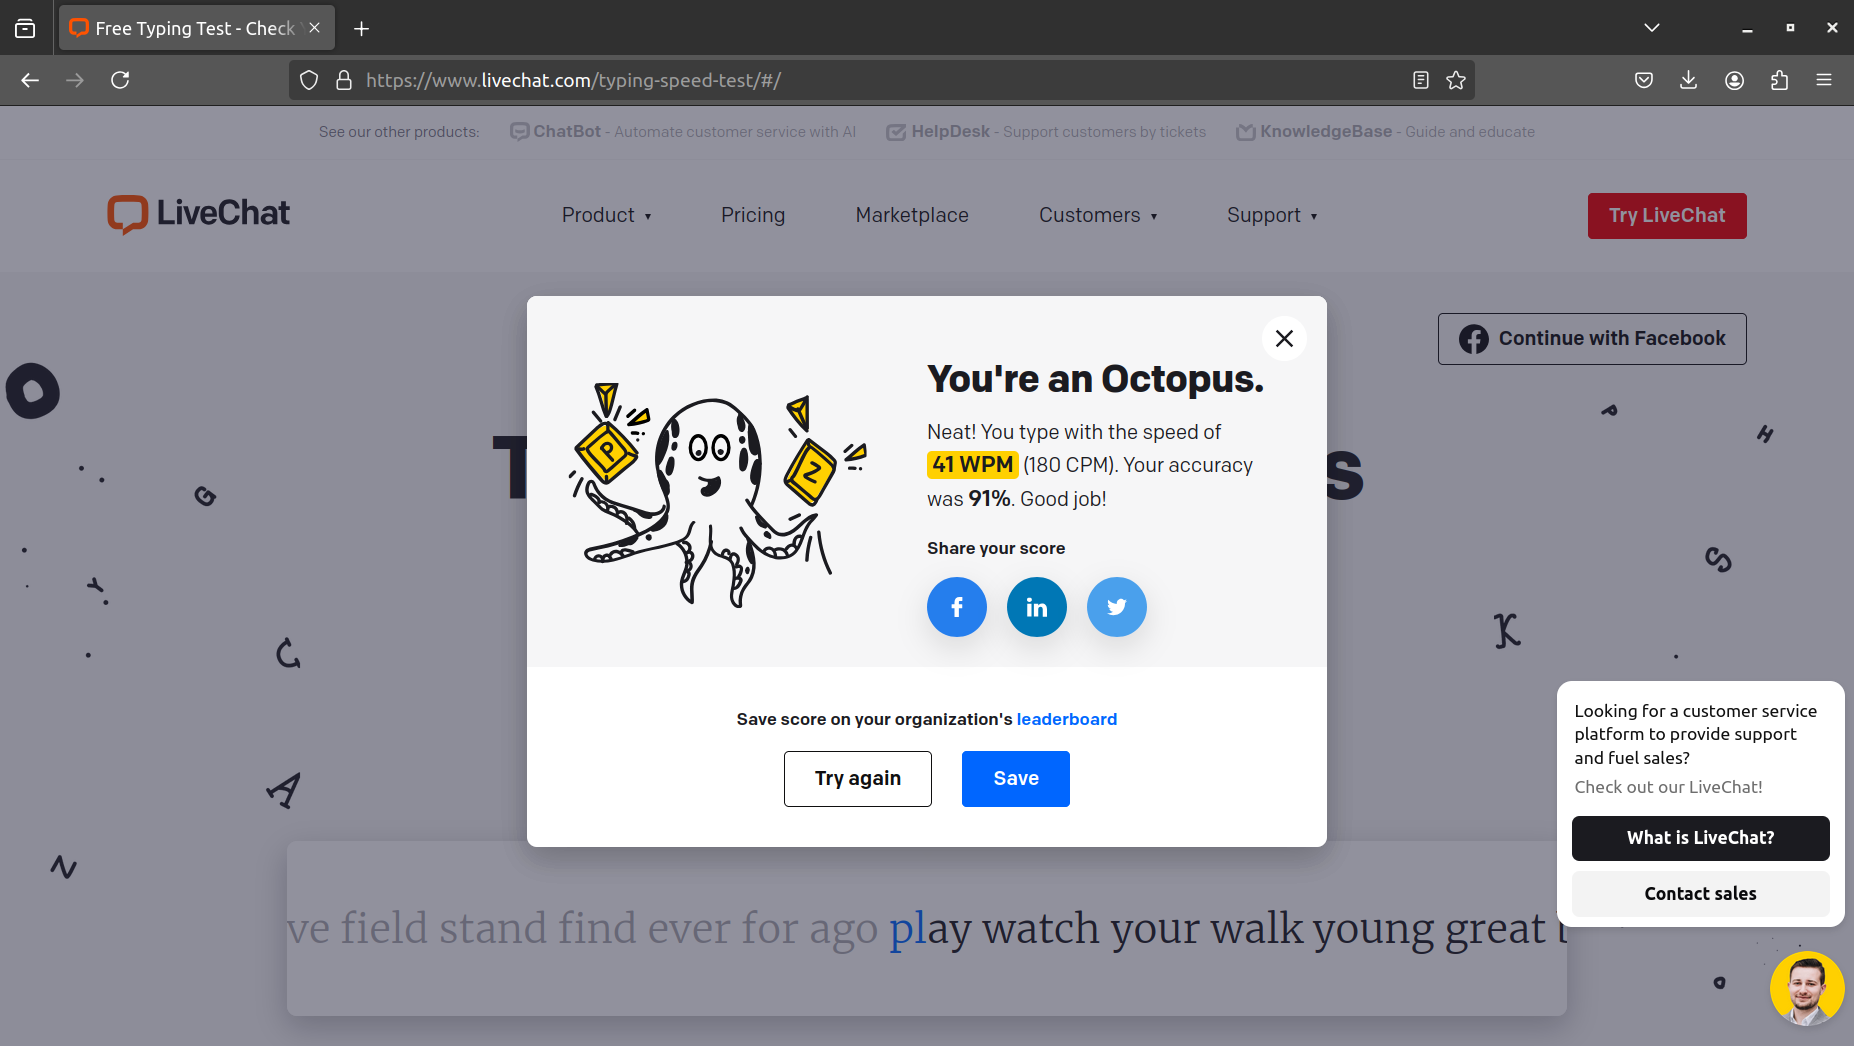 Free Typing Test - Check
https://www.livechat.com/typing-speed-test/#/
See our other products:
ChatBot - Automate customer service with AI
HelpDesk - Support customers by tickets
KnowledgeBase - Guide and educate
LiveChat
Product ▾
Pricing
Marketplace
Customers ▾
Support ▾
Try LiveChat
Continue with Facebook
You're an Octopus.
Neat! You type with the speed of
41 WPM (180 CPM). Your accuracy
was 91%. Good job!
Share your score
P
Z
f
in
Save score on your organization's leaderboard
Try again
Save
O
G
Y
C
A
N
P
H
S
K
T
s
Looking for a customer service
platform to provide support
and fuel sales?
Check out our LiveChat!
What is LiveChat?
Contact sales
ve field stand find ever for ago play watch your walk young great